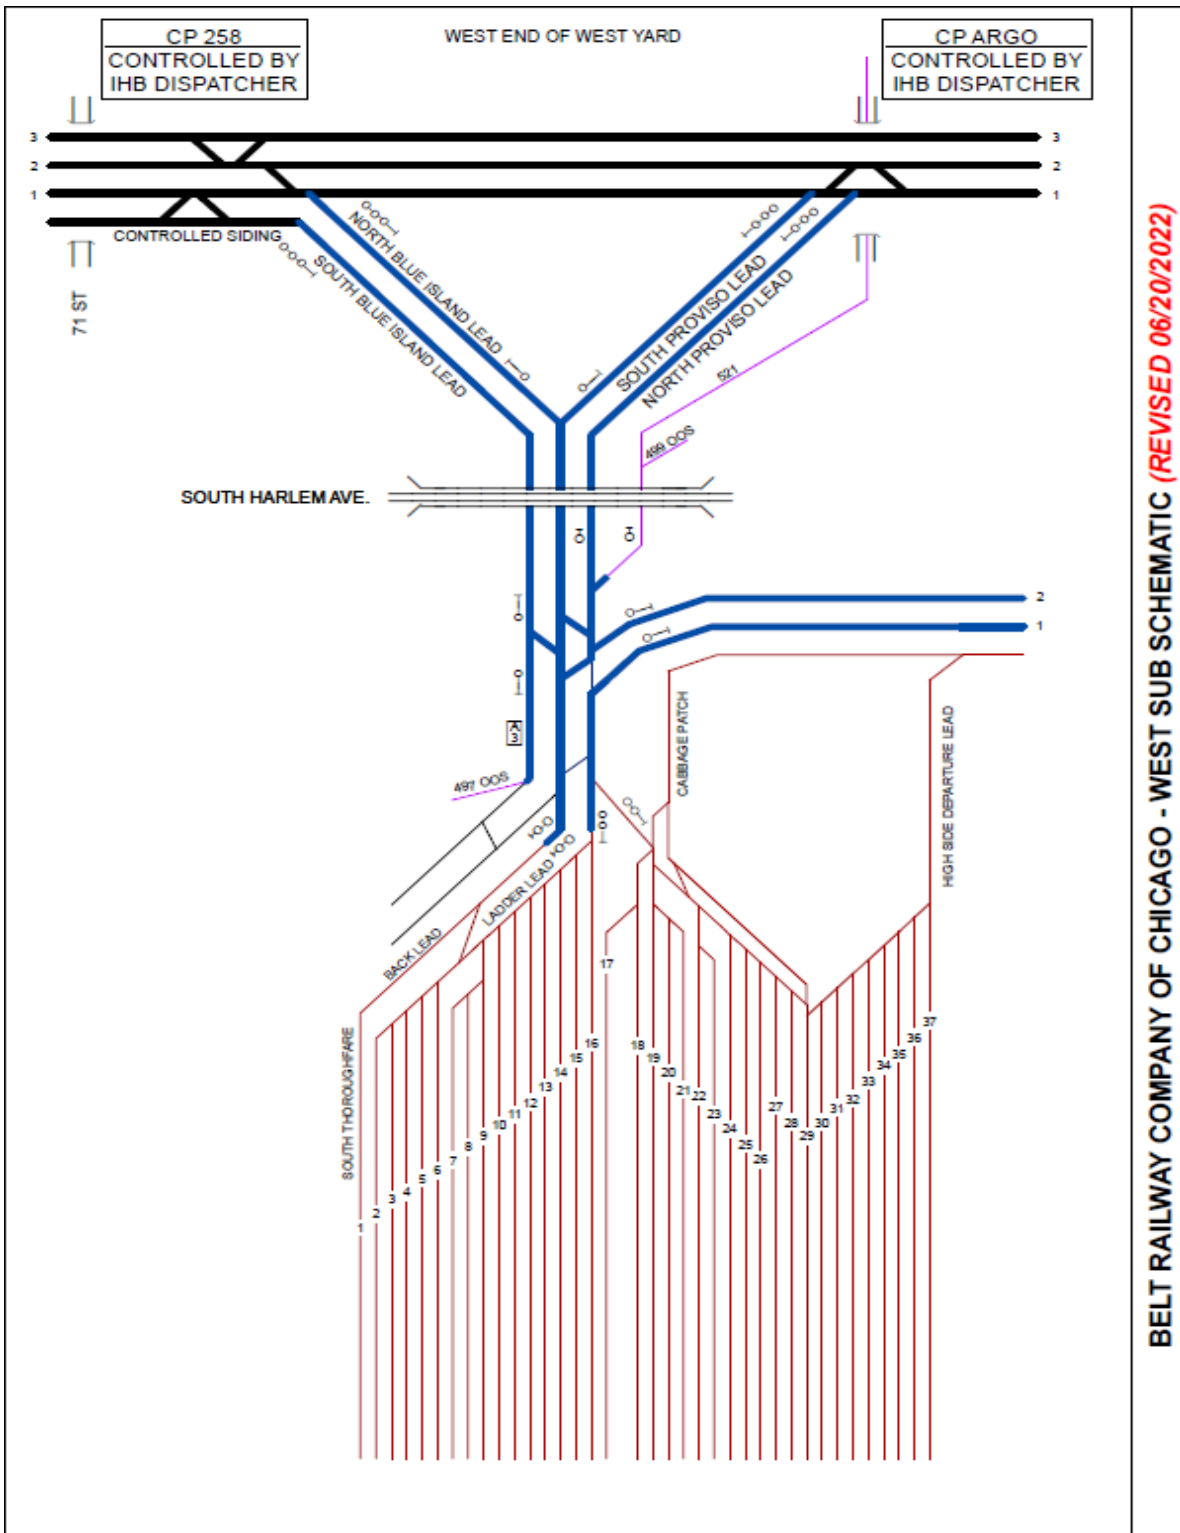 CP 258
CONTROLLED BY
IHB DISPATCHER
WEST END OF WEST YARD
CP ARGO
CONTROLLED BY
IHB DISPATCHER
3
3
2
2
1
1
CONTROLLED SIDING
71 ST
NORTH BLUE ISLAND LEAD
SOUTH BLUE ISLAND LEAD
SOUTH PROVISO LEAD
NORTH PROVISO LEAD
521
499 OOS
SOUTH HARLEM AVE.
2
1
A
3
497 OOS
CABBAGE PATCH
HIGH SIDE DEPARTURE LEAD
LADDER LEAD
BACK LEAD
SOUTH THOROUGHFARE
1
2
3
4
5
6
7
8
9
10
11
12
13
14
15
16
17
18
19
20
21
22
23
24
25
26
27
28
29
30
31
32
33
34
35
36
37
BELT RAILWAY COMPANY OF CHICAGO - WEST SUB SCHEMATIC (REVISED 06/20/2022)